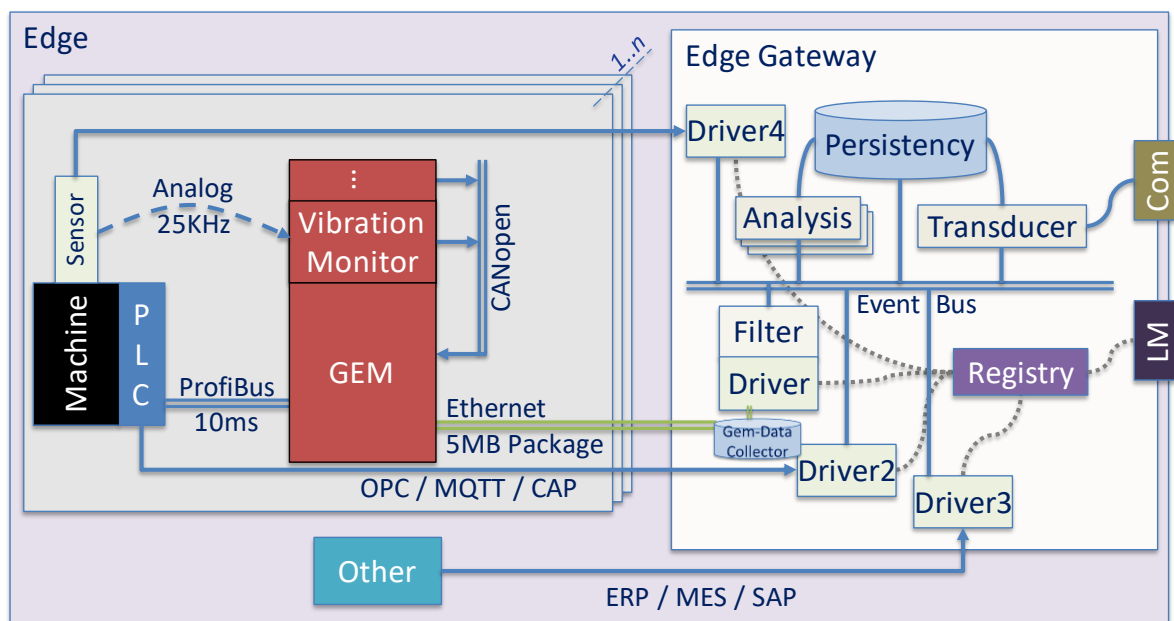 Edge
1..n
Edge Gateway
Driver4
Persistency
Com
Analog
25KHz
Sensor
⋮
Vibration
Monitor
CANopen
Analysis
Transducer
Event Bus
Machine
PLC
GEM
ProfiBus
10ms
Filter
Driver
Registry
LM
Ethernet
5MB Package
Gem-Data
Collector
Driver2
OPC / MQTT / CAP
Driver3
Other
ERP / MES / SAP